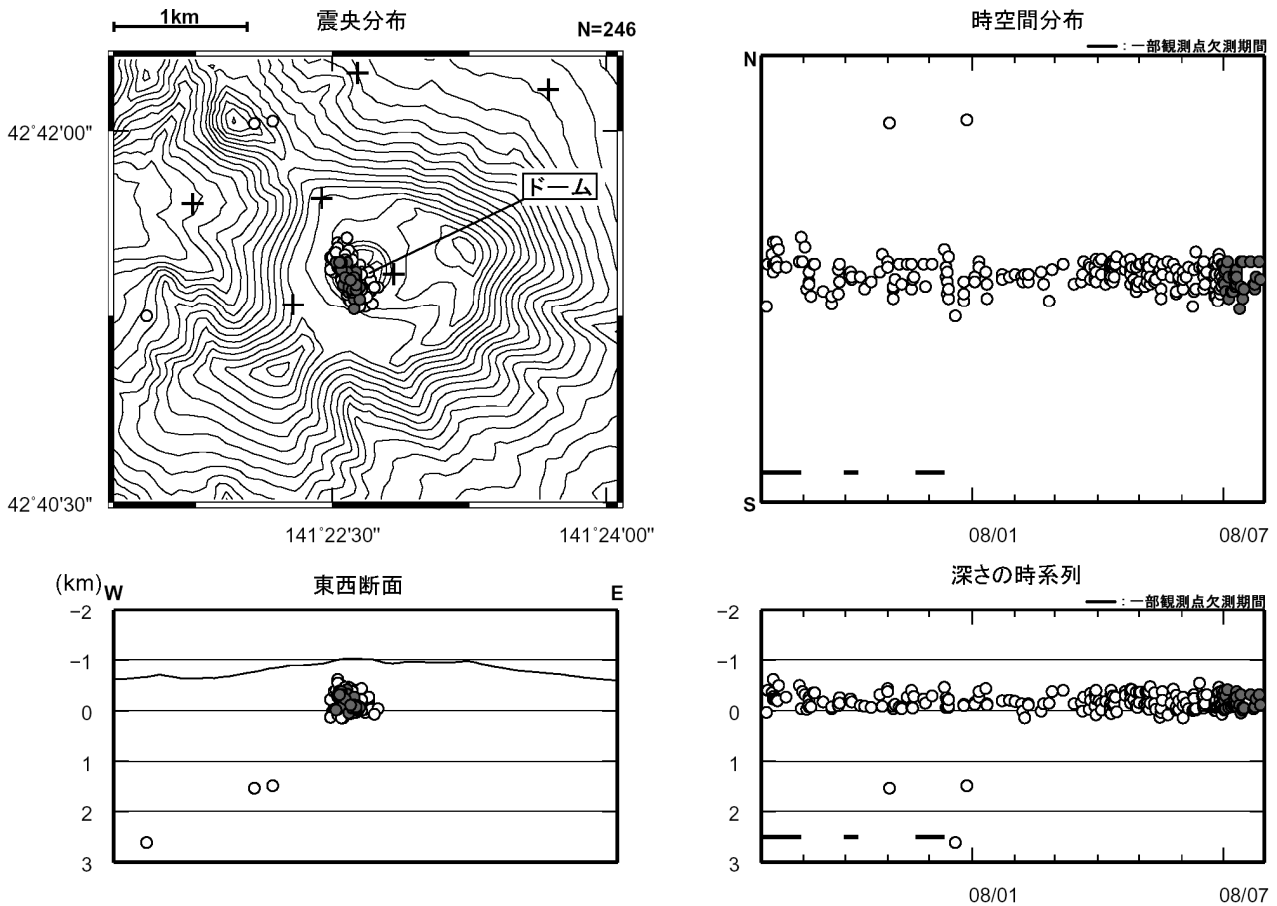 1km
震央分布
N=246
42°42'00"
ドーム
42°40'30"
141°22'30"
141°24'00"
時空間分布
:一部観測点欠測期間
N
S
08/01
08/07
東西断面
(km)
W
E
-2
-1
0
1
2
3
深さの時系列
:一部観測点欠測期間
-2
-1
0
1
2
3
08/01
08/07